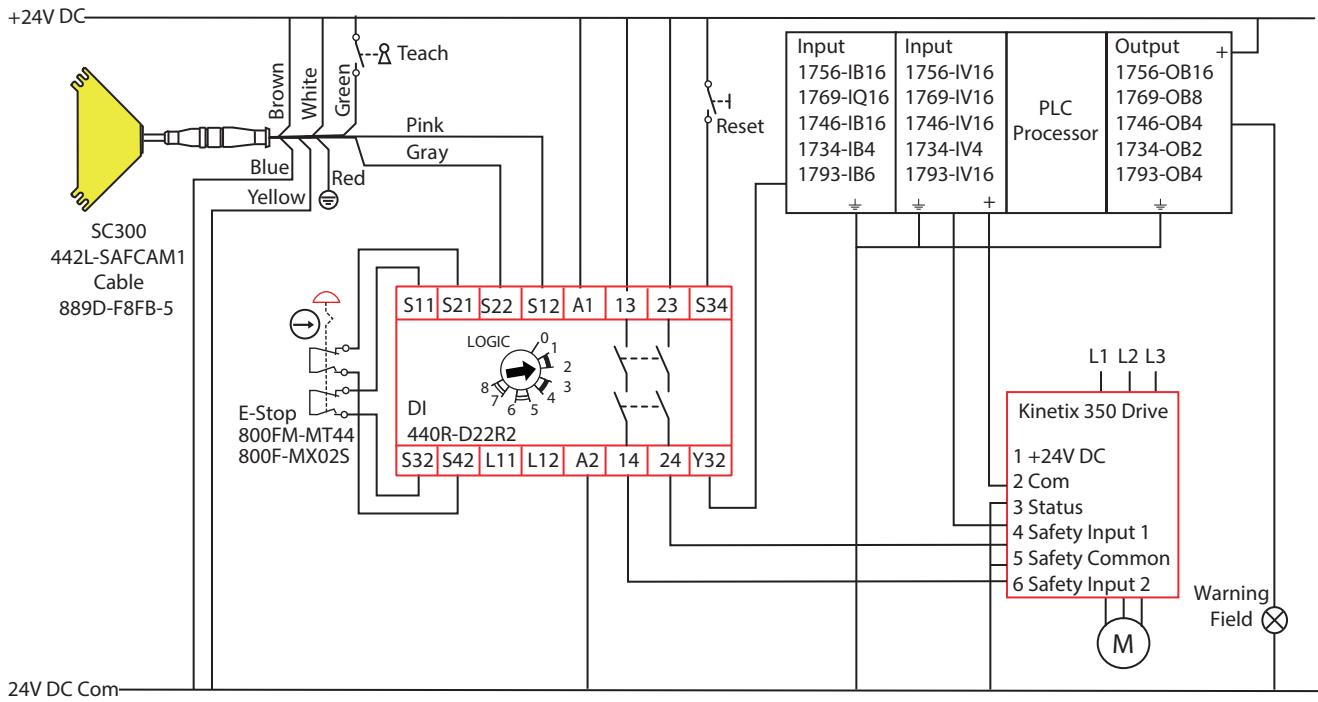 +24V DC
Brown
White
Green
Teach
Pink
Gray
Blue
Yellow
Red
SC300
442L-SAFCAM1
Cable
889D-F8FB-5
Reset
Input
1756-IB16
1769-IQ16
1746-IB16
1734-IB4
1793-IB6
Input
1756-IV16
1769-IV16
1746-IV16
1734-IV4
1793-IV16
+
PLC
Processor
Output
+
1756-OB16
1769-OB8
1746-OB4
1734-OB2
1793-OB4
S11 S21 S22 S12 A1 13 23 S34
LOGIC
0
1
2
3
4
5
6
7
8
DI
440R-D22R2
S32 S42 L11 L12 A2 14 24 Y32
E-Stop
800FM-MT44
800F-MX02S
L1 L2 L3
Kinetix 350 Drive
1 +24V DC
2 Com
3 Status
4 Safety Input 1
5 Safety Common
6 Safety Input 2
M
Warning
Field
24V DC Com